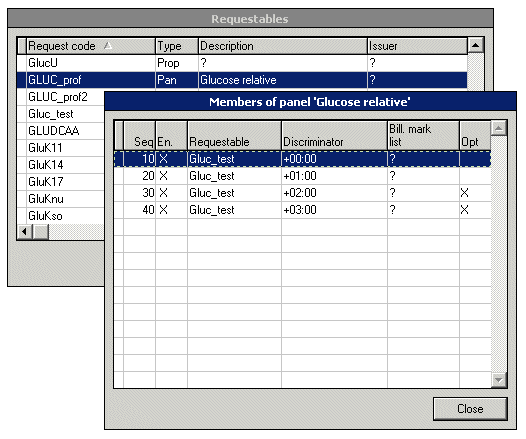 Requestables
Request code Type Description Issuer
GlucU Prop ? ?
GLUC_prof Pan Glucose relative ?
GLUC_prof2
Gluc_test
GLUDCAA
GluK11
GluK14
GluK17
GluKnu
GluKso
Members of panel 'Glucose relative'
Seq En. Requestable Discriminator Bill. mark list Opt
10 X Gluc_test +00:00 ?
20 X Gluc_test +01:00 ?
30 X Gluc_test +02:00 ? X
40 X Gluc_test +03:00 ? X
Close